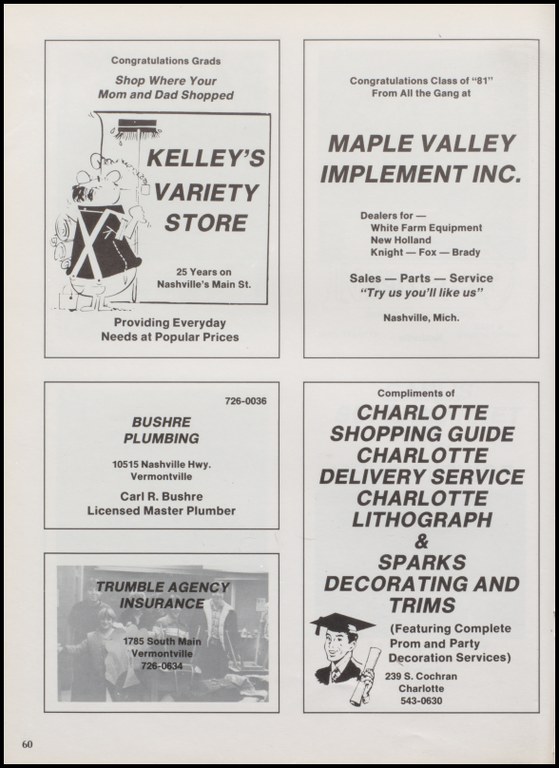 Congratulations Grads
Shop Where Your
Mom and Dad Shopped
KELLEY'S
VARIETY
STORE
25 Years on
Nashville's Main St.
Providing Everyday
Needs at Popular Prices
Congratulations Class of "81"
From All the Gang at
MAPLE VALLEY
IMPLEMENT INC.
Dealers for —
White Farm Equipment
New Holland
Knight — Fox — Brady
Sales — Parts — Service
"Try us you'll like us"
Nashville, Mich.
726-0036
BUSHRE
PLUMBING
10515 Nashville Hwy.
Vermontville
Carl R. Bushre
Licensed Master Plumber
TRUMBLE AGENCY
INSURANCE
1785 South Main
Vermontville
726-0634
Compliments of
CHARLOTTE
SHOPPING GUIDE
CHARLOTTE
DELIVERY SERVICE
CHARLOTTE
LITHOGRAPH
&
SPARKS
DECORATING AND
TRIMS
(Featuring Complete
Prom and Party
Decoration Services)
239 S. Cochran
Charlotte
543-0630
60